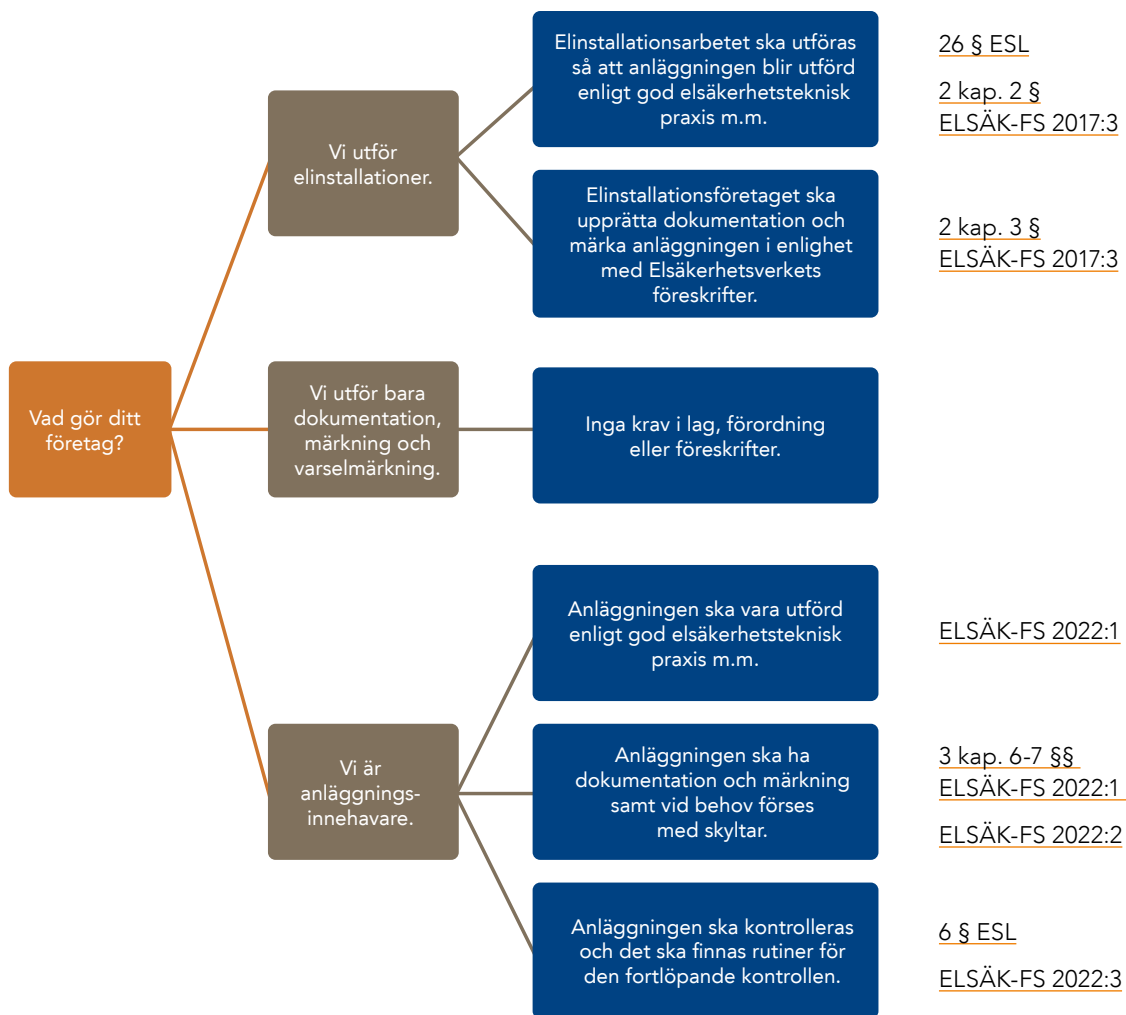 Vad gör ditt
företag?
Vi utför
elinstallationer.
Elinstallationsarbetet ska utföras
så att anläggningen blir utförd
enligt god elsäkerhetsteknisk
praxis m.m.
26 § ESL
2 kap. 2 §
ELSÄK-FS 2017:3
Elinstallationsföretaget ska
upprätta dokumentation och
märka anläggningen i enlighet
med Elsäkerhetsverkets
föreskrifter.
2 kap. 3 §
ELSÄK-FS 2017:3
Vi utför bara
dokumentation,
märkning och
varselmärkning.
Inga krav i lag, förordning
eller föreskrifter.
Vi är
anläggnings-
innehavare.
Anläggningen ska vara utförd
enligt god elsäkerhetsteknisk
praxis m.m.
ELSÄK-FS 2022:1
Anläggningen ska ha
dokumentation och märkning
samt vid behov förses
med skyltar.
3 kap. 6-7 §§
ELSÄK-FS 2022:1
ELSÄK-FS 2022:2
Anläggningen ska kontrolleras
och det ska finnas rutiner för
den fortlöpande kontrollen.
6 § ESL
ELSÄK-FS 2022:3